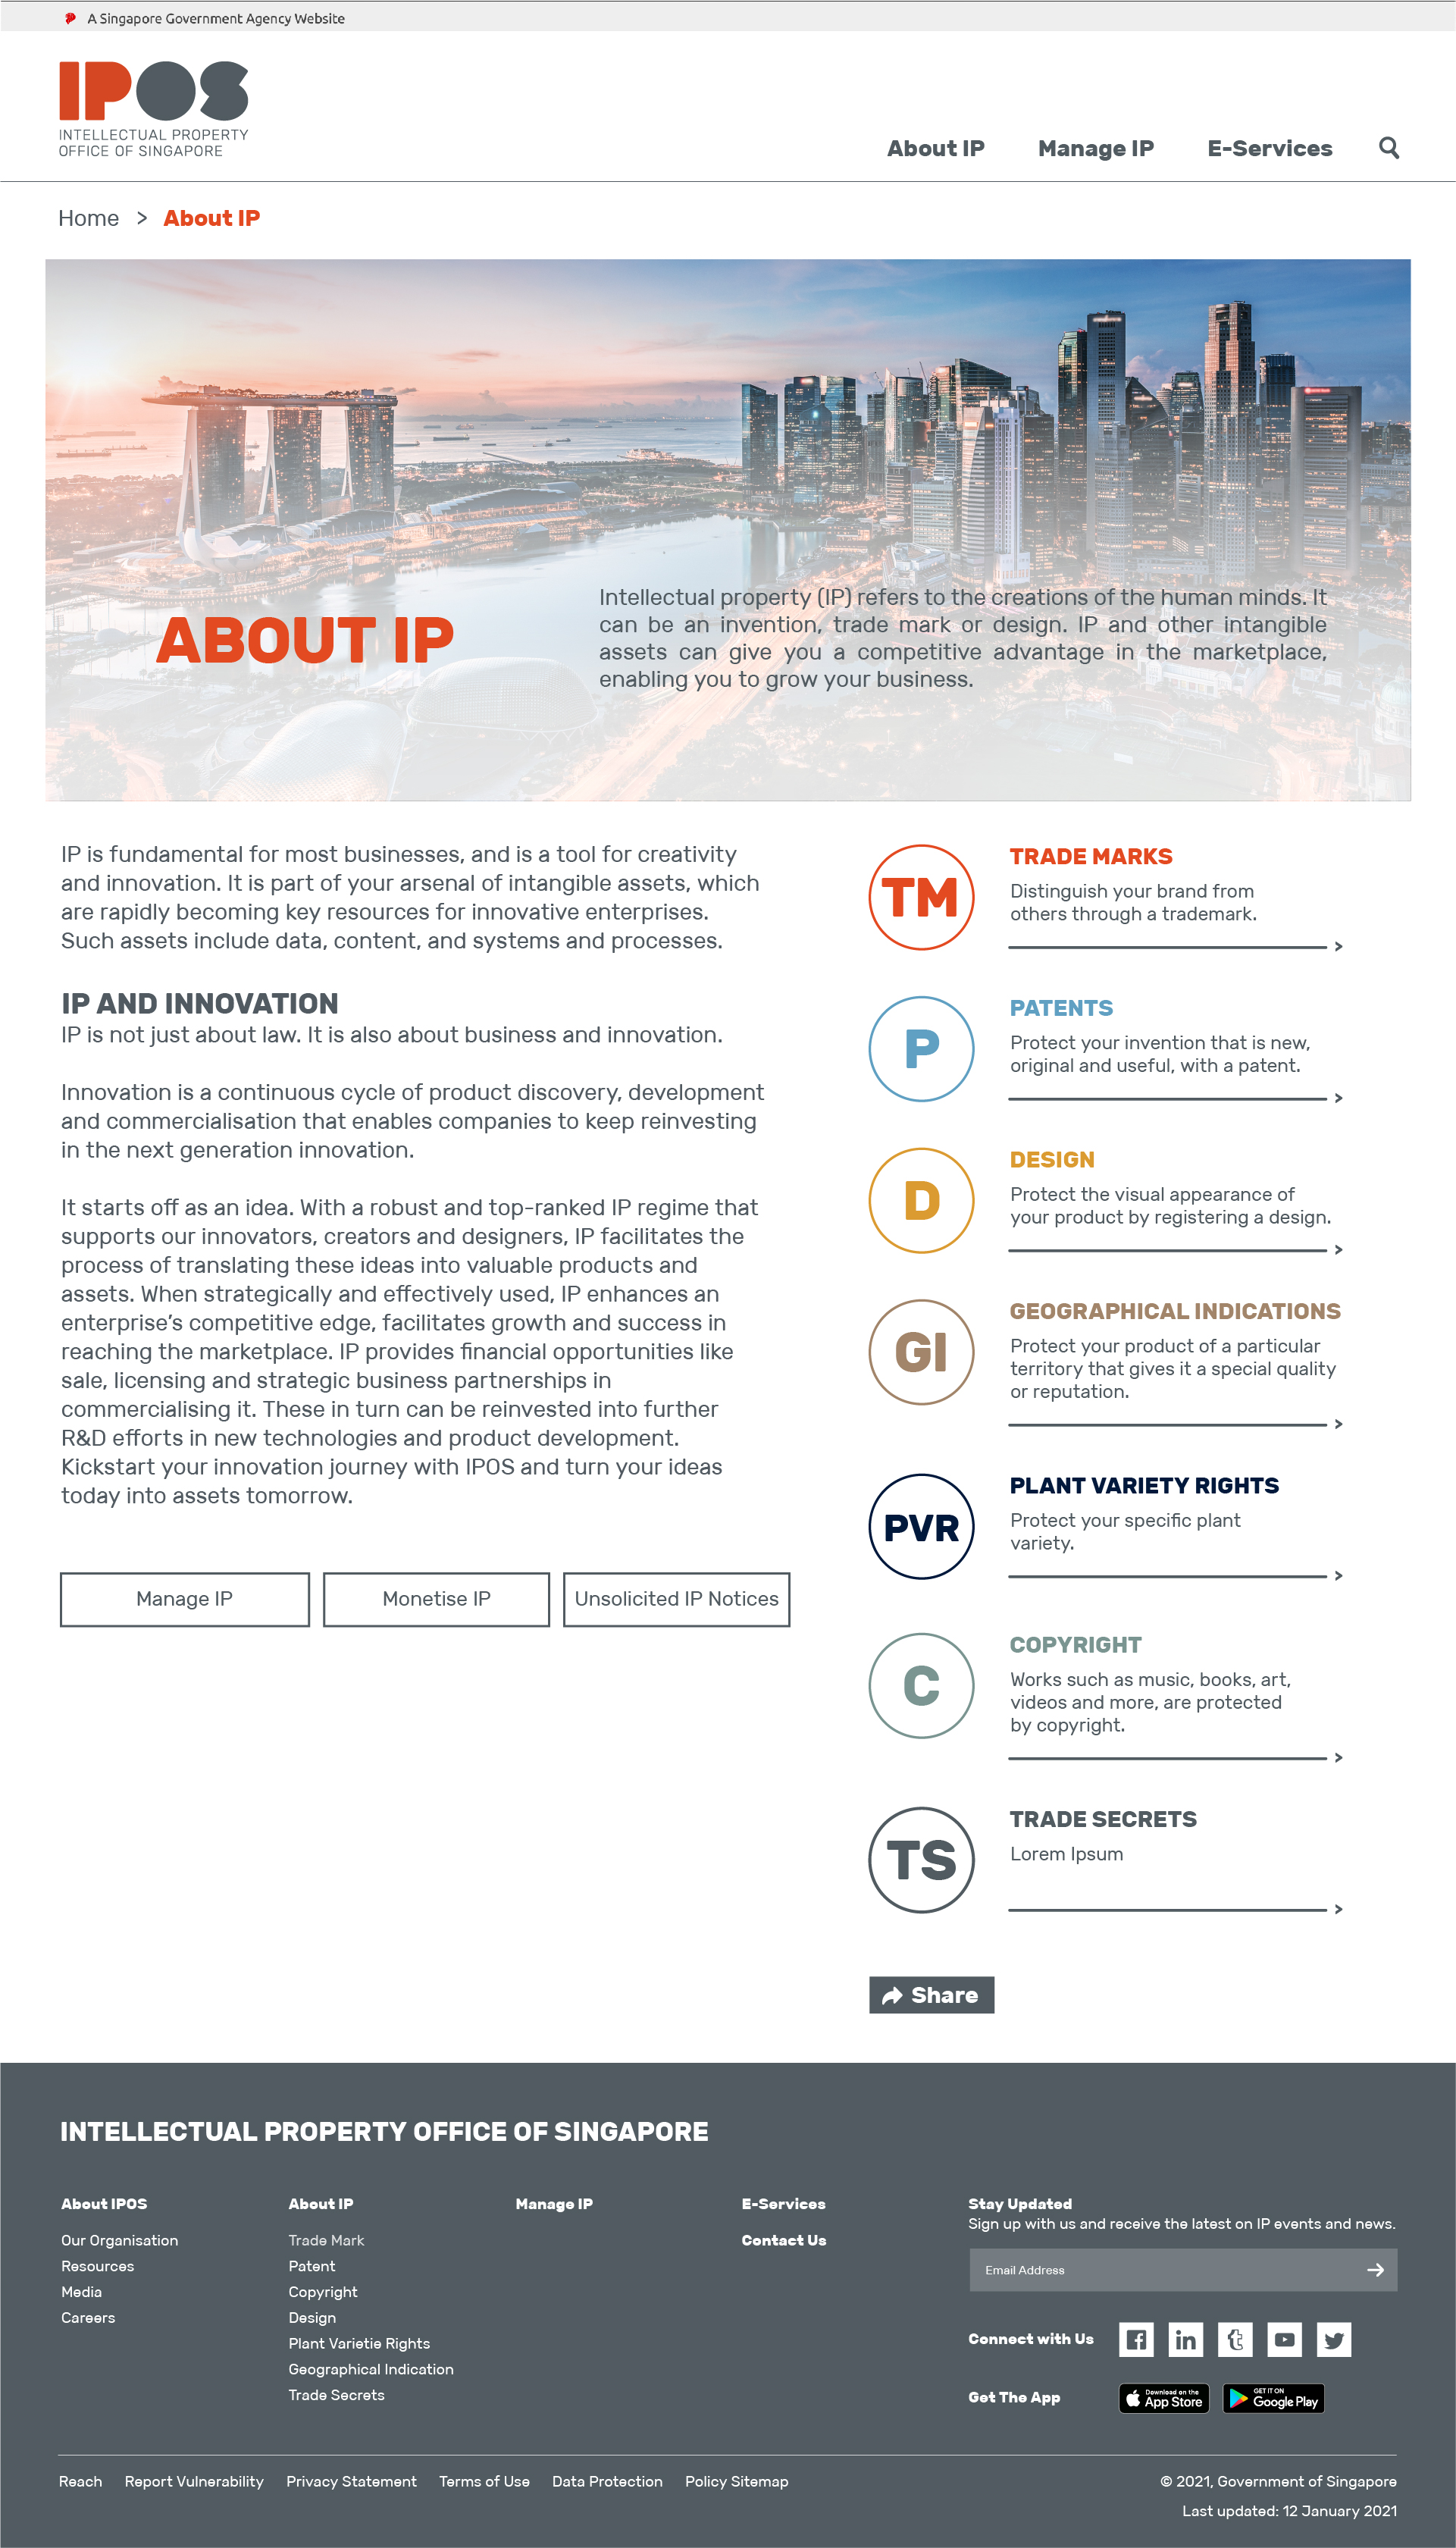 A Singapore Government Agency Website
IPOS
INTELLECTUAL PROPERTY
OFFICE OF SINGAPORE
About IP
Manage IP
E-Services
Home > About IP
ABOUT IP
Intellectual property (IP) refers to the creations of the human minds. It
can be an invention, trade mark or design. IP and other intangible
assets can give you a competitive advantage in the marketplace,
enabling you to grow your business.
IP is fundamental for most businesses, and is a tool for creativity
and innovation. It is part of your arsenal of intangible assets, which
are rapidly becoming key resources for innovative enterprises.
Such assets include data, content, and systems and processes.
IP AND INNOVATION
IP is not just about law. It is also about business and innovation.
Innovation is a continuous cycle of product discovery, development
and commercialisation that enables companies to keep reinvesting
in the next generation innovation.
It starts off as an idea. With a robust and top-ranked IP regime that
supports our innovators, creators and designers, IP facilitates the
process of translating these ideas into valuable products and
assets. When strategically and effectively used, IP enhances an
enterprise's competitive edge, facilitates growth and success in
reaching the marketplace. IP provides financial opportunities like
sale, licensing and strategic business partnerships in
commercialising it. These in turn can be reinvested into further
R&D efforts in new technologies and product development.
Kickstart your innovation journey with IPOS and turn your ideas
today into assets tomorrow.
Manage IP
Monetise IP
Unsolicited IP Notices
TM
TRADE MARKS
Distinguish your brand from
others through a trademark.
>
P
PATENTS
Protect your invention that is new,
original and useful, with a patent.
>
D
DESIGN
Protect the visual appearance of
your product by registering a design.
>
GI
GEOGRAPHICAL INDICATIONS
Protect your product of a particular
territory that gives it a special quality
or reputation.
>
PVR
PLANT VARIETY RIGHTS
Protect your specific plant
variety.
>
C
COPYRIGHT
Works such as music, books, art,
videos and more, are protected
by copyright.
>
TS
TRADE SECRETS
Lorem Ipsum
>
Share
INTELLECTUAL PROPERTY OFFICE OF SINGAPORE
About IPOS
Our Organisation
Resources
Media
Careers
About IP
Trade Mark
Patent
Copyright
Design
Plant Varietie Rights
Geographical Indication
Trade Secrets
Manage IP
E-Services
Contact Us
Stay Updated
Sign up with us and receive the latest on IP events and news.
Email Address
Connect with Us
Get The App
Download on the
App Store
GET IT ON
Google Play
Reach
Report Vulnerability
Privacy Statement
Terms of Use
Data Protection
Policy Sitemap
© 2021, Government of Singapore
Last updated: 12 January 2021